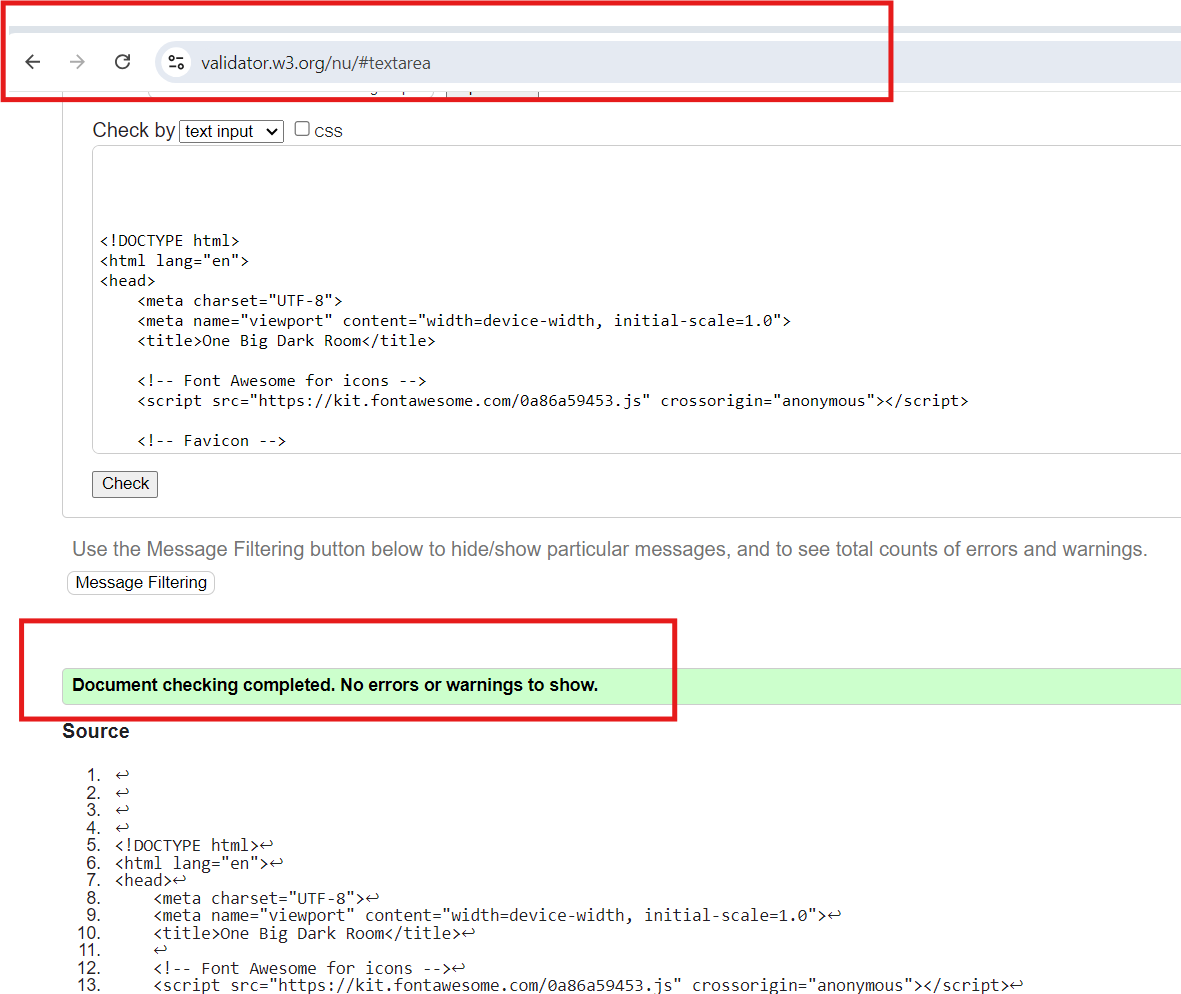 validator.w3.org/nu/#textarea
Check by text input CSS
<!DOCTYPE html>
<html lang="en">
<head>
    <meta charset="UTF-8">
    <meta name="viewport" content="width=device-width, initial-scale=1.0">
    <title>One Big Dark Room</title>
    <!-- Font Awesome for icons -->
    <script src="https://kit.fontawesome.com/0a86a59453.js" crossorigin="anonymous"></script>
    <!-- Favicon -->
Check
Use the Message Filtering button below to hide/show particular messages, and to see total counts of errors and warnings.
Message Filtering
Document checking completed. No errors or warnings to show.
Source
1. ↩
2. ↩
3. ↩
4. ↩
5. <!DOCTYPE html>↩
6. <html lang="en">↩
7. <head>↩
8.     <meta charset="UTF-8">↩
9.     <meta name="viewport" content="width=device-width, initial-scale=1.0">↩
10.     <title>One Big Dark Room</title>↩
11.     ↩
12.     <!-- Font Awesome for icons -->↩
13.     <script src="https://kit.fontawesome.com/0a86a59453.js" crossorigin="anonymous"></script>↩